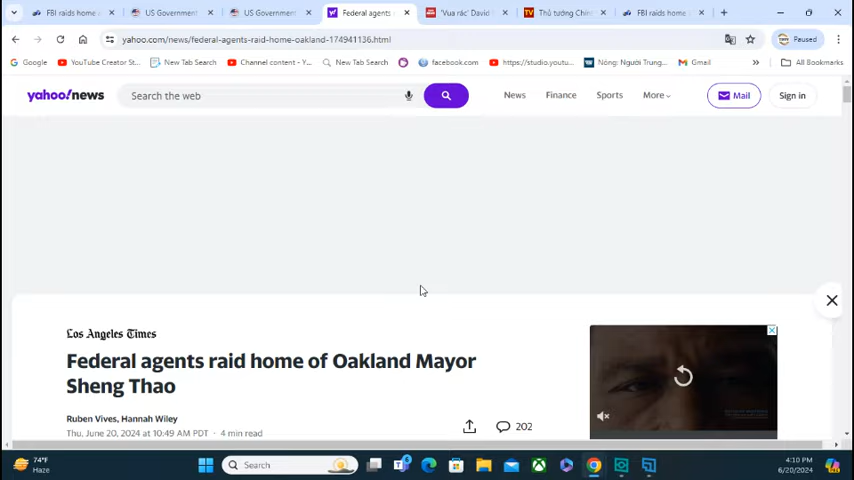 FBI raids home
US Government
US Government
Federal agents
'Vua rác' David
Thủ tướng Chín
FBI raids home
yahoo.com/news/federal-agents-raid-home-oakland-174941136.html
Paused
Google
YouTube Creator St...
New Tab Search
Channel content - Y...
New Tab Search
facebook.com
https://studio.youtu...
Nóng: Người Trung...
Gmail
All Bookmarks
yahoo!news
Search the web
News
Finance
Sports
More
Mail
Sign in
Los Angeles Times
Federal agents raid home of Oakland Mayor
Sheng Thao
Ruben Vives, Hannah Wiley
Thu, June 20, 2024 at 10:49 AM PDT · 4 min read
202
74°F
Haze
Search
4:10 PM
6/20/2024